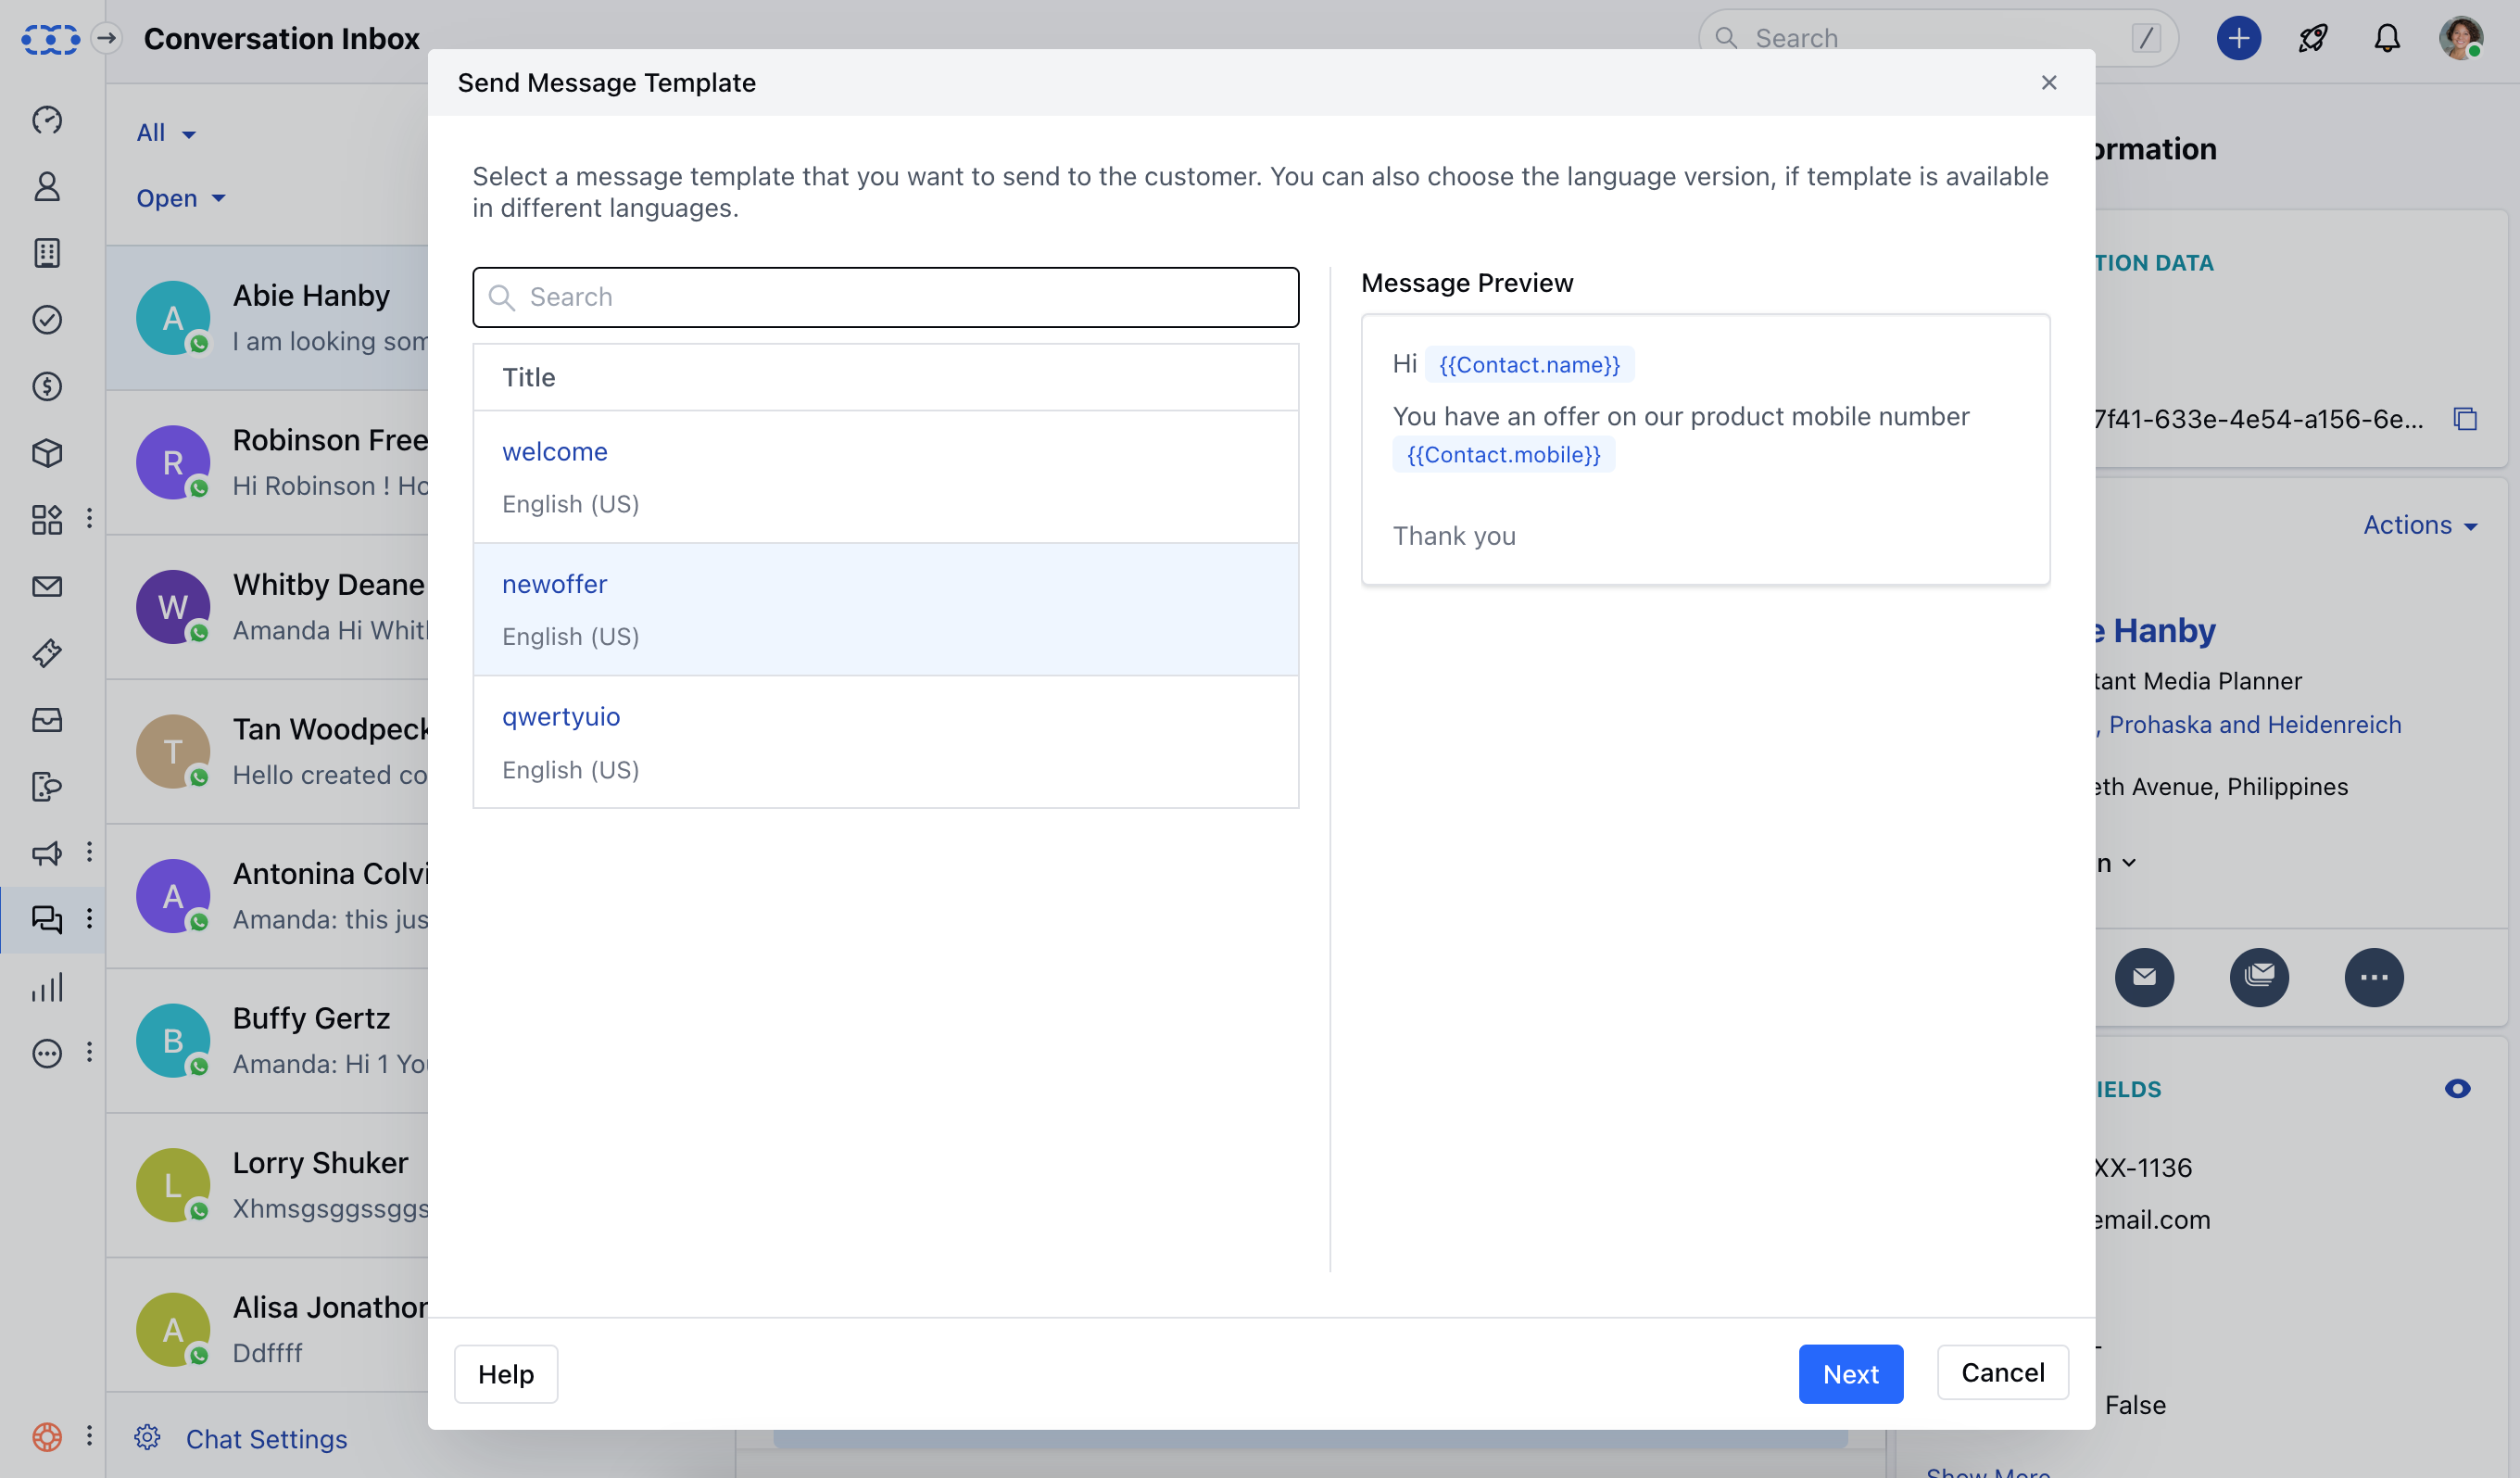 Conversation Inbox
Search
/
All
Open
A
Abie Hanby
I am looking som
R
Robinson Free
Hi Robinson ! Ho
W
Whitby Deane
Amanda Hi Whit
T
Tan Woodpeck
Hello created co
A
Antonina Colvi
Amanda: this jus
B
Buffy Gertz
Amanda: Hi 1 You
L
Lorry Shuker
Xhmsgsggssggs
A
Alisa Jonathon
Ddffff
Chat Settings
Send Message Template
Select a message template that you want to send to the customer. You can also choose the language version, if template is available
in different languages.
Search
Title
welcome
English (US)
newoffer
English (US)
qwertyuio
English (US)
Message Preview
Hi {{Contact.name}}
You have an offer on our product mobile number
{{Contact.mobile}}
Thank you
Help
Next
Cancel
ormation
TION DATA
7f41-633e-4e54-a156-6e...
Actions
e Hanby
tant Media Planner
, Prohaska and Heidenreich
eth Avenue, Philippines
n
IELDS
XX-1136
email.com
-
False
Show More